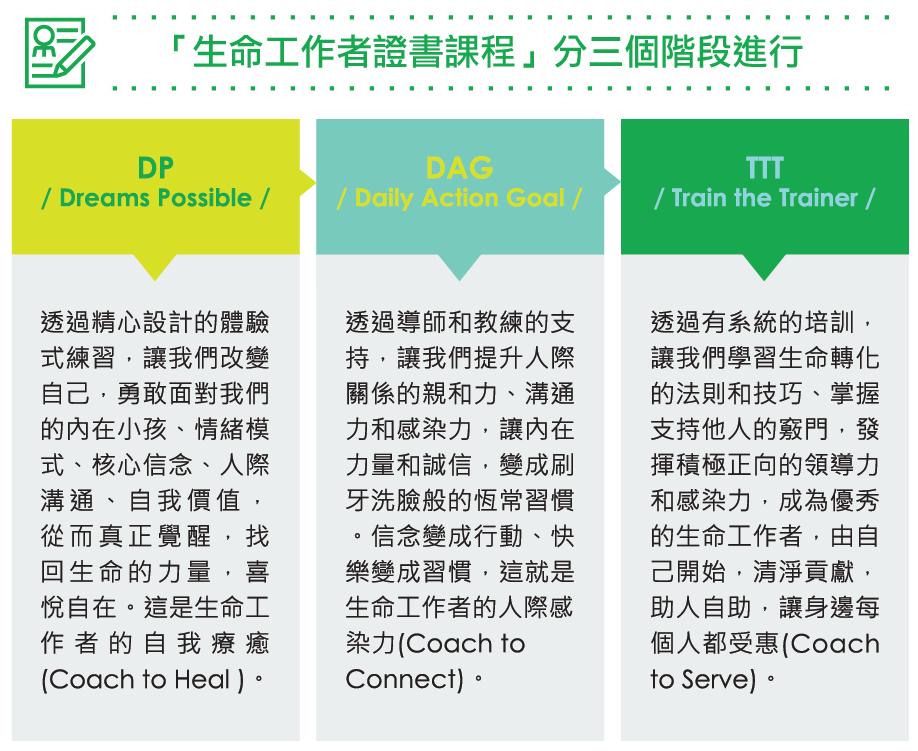 「生命工作者證書課程」分三個階段進行
DP
/ Dreams Possible /
透過精心設計的體驗
式練習，讓我們改變
自己，勇敢面對我們
的內在小孩、情緒模
式、核心信念、人際
溝通、自我價值，
從而真正覺醒，找
回生命的力量，喜
悅自在。這是生命工
作者的自我療癒
(Coach to Heal )。
DAG
/ Daily Action Goal /
透過導師和教練的支
持，讓我們提升人際
關係的親和力、溝通
力和感染力，讓內在
力量和誠信，變成刷
牙洗臉般的恆常習慣
。信念變成行動、快
樂變成習慣，這就是
生命工作者的人際感
染力(Coach to
Connect)。
TTT
/ Train the Trainer /
透過有系統的培訓，
讓我們學習生命轉化
的法則和技巧、掌握
支持他人的竅門，發
揮積極正向的領導力
和感染力，成為優秀
的生命工作者，由自
己開始，清淨貢獻，
助人自助，讓身邊每
個人都受惠(Coach
to Serve)。